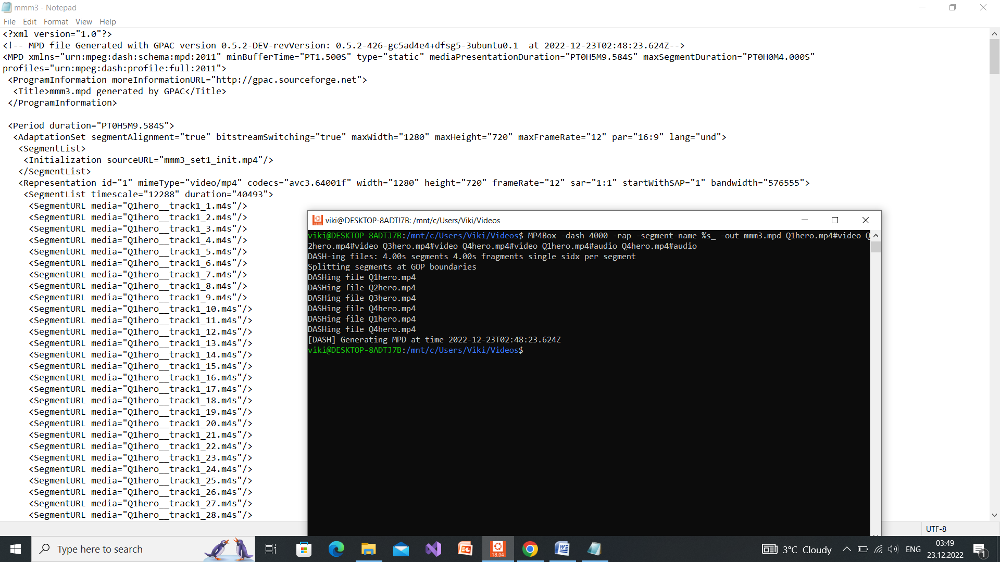 mmm3 - Notepad
File Edit Format View Help
<?xml version="1.0"?>
<!-- MPD file Generated with GPAC version 0.5.2-DEV-revVersion: 0.5.2-426-gc5ad4e4+dfsg5-3ubuntu0.1  at 2022-12-23T02:48:23.624Z-->
<MPD xmlns="urn:mpeg:dash:schema:mpd:2011" minBufferTime="PT1.500S" type="static" mediaPresentationDuration="PT0H5M9.584S" maxSegmentDuration="PT0H0M4.000S"
profiles="urn:mpeg:dash:profile:full:2011">
 <ProgramInformation moreInformationURL="http://gpac.sourceforge.net">
  <Title>mmm3.mpd generated by GPAC</Title>
 </ProgramInformation>
 <Period duration="PT0H5M9.584S">
  <AdaptationSet segmentAlignment="true" bitstreamSwitching="true" maxWidth="1280" maxHeight="720" maxFrameRate="12" par="16:9" lang="und">
   <SegmentList>
    <Initialization sourceURL="mmm3_set1_init.mp4"/>
   </SegmentList>
   <Representation id="1" mimeType="video/mp4" codecs="avc3.64001f" width="1280" height="720" frameRate="12" sar="1:1" startWithSAP="1" bandwidth="576555">
    <SegmentList timescale="12288" duration="40493">
     <SegmentURL media="Q1hero__track1_1.m4s"/>
     <SegmentURL media="Q1hero__track1_2.m4s"/>
     <SegmentURL media="Q1hero__track1_3.m4s"/>
     <SegmentURL media="Q1hero__track1_4.m4s"/>
     <SegmentURL media="Q1hero__track1_5.m4s"/>
     <SegmentURL media="Q1hero__track1_6.m4s"/>
     <SegmentURL media="Q1hero__track1_7.m4s"/>
     <SegmentURL media="Q1hero__track1_8.m4s"/>
     <SegmentURL media="Q1hero__track1_9.m4s"/>
     <SegmentURL media="Q1hero__track1_10.m4s"/>
     <SegmentURL media="Q1hero__track1_11.m4s"/>
     <SegmentURL media="Q1hero__track1_12.m4s"/>
     <SegmentURL media="Q1hero__track1_13.m4s"/>
     <SegmentURL media="Q1hero__track1_14.m4s"/>
     <SegmentURL media="Q1hero__track1_15.m4s"/>
     <SegmentURL media="Q1hero__track1_16.m4s"/>
     <SegmentURL media="Q1hero__track1_17.m4s"/>
     <SegmentURL media="Q1hero__track1_18.m4s"/>
     <SegmentURL media="Q1hero__track1_19.m4s"/>
     <SegmentURL media="Q1hero__track1_20.m4s"/>
     <SegmentURL media="Q1hero__track1_21.m4s"/>
     <SegmentURL media="Q1hero__track1_22.m4s"/>
     <SegmentURL media="Q1hero__track1_23.m4s"/>
     <SegmentURL media="Q1hero__track1_24.m4s"/>
     <SegmentURL media="Q1hero__track1_25.m4s"/>
     <SegmentURL media="Q1hero__track1_26.m4s"/>
     <SegmentURL media="Q1hero__track1_27.m4s"/>
     <SegmentURL media="Q1hero__track1_28.m4s"/>
viki@DESKTOP-8ADTJ7B: /mnt/c/Users/Viki/Videos
viki@DESKTOP-8ADTJ7B:/mnt/c/Users/Viki/Videos$ MP4Box -dash 4000 -rap -segment-name %s_ -out mmm3.mpd Q1hero.mp4#video Q
2hero.mp4#video Q3hero.mp4#video Q4hero.mp4#video Q1hero.mp4#audio Q4hero.mp4#audio
DASH-ing files: 4.00s segments 4.00s fragments single sidx per segment
Splitting segments at GOP boundaries
DASHing file Q1hero.mp4
DASHing file Q2hero.mp4
DASHing file Q3hero.mp4
DASHing file Q4hero.mp4
DASHing file Q1hero.mp4
DASHing file Q4hero.mp4
[DASH] Generating MPD at time 2022-12-23T02:48:23.624Z
viki@DESKTOP-8ADTJ7B:/mnt/c/Users/Viki/Videos$
UTF-8
Type here to search
18.04
3°C Cloudy
ENG
03:49
23.12.2022
1